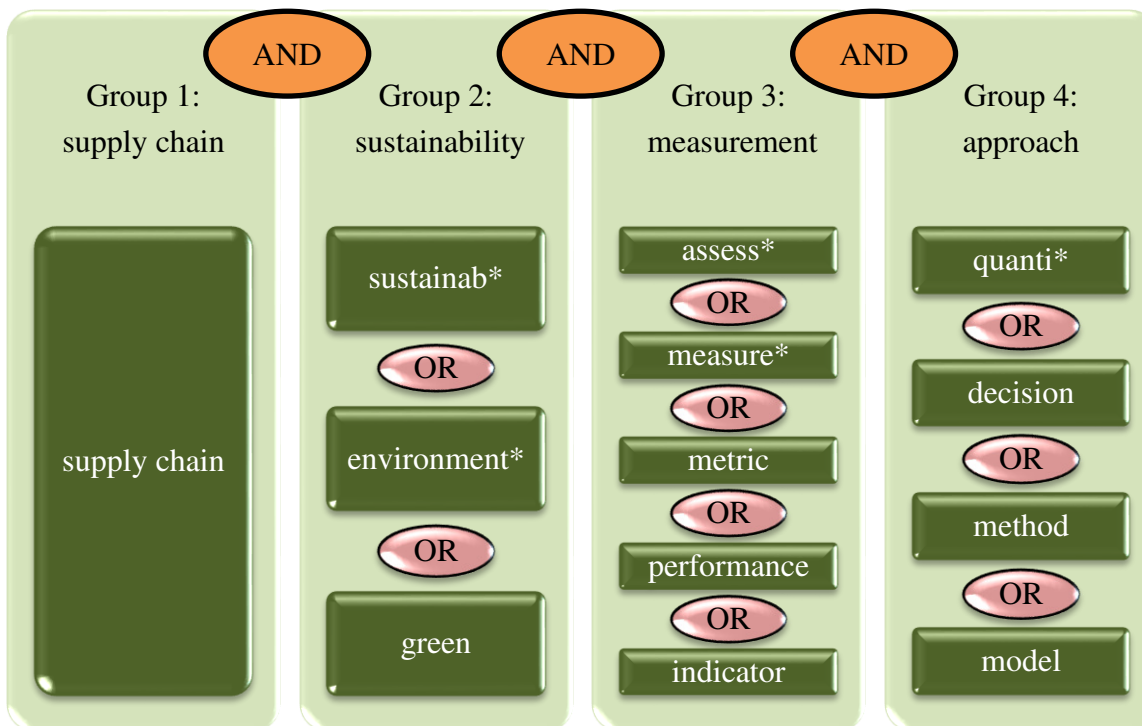 AND
AND
AND
Group 1:
supply chain
Group 2:
sustainability
Group 3:
measurement
Group 4:
approach
supply chain
sustainab*
OR
environment*
OR
green
assess*
OR
measure*
OR
metric
OR
performance
OR
indicator
quanti*
OR
decision
OR
method
OR
model